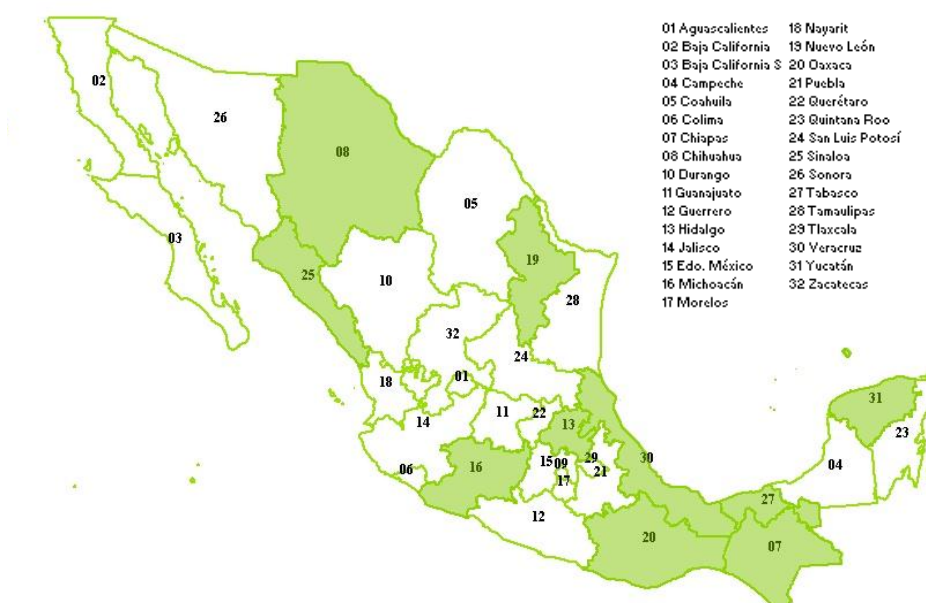 01 Aguascalientes 18 Nayarit
02 Baja California 19 Nuevo León
03 Baja California S 20 Oaxaca
04 Campeche 21 Puebla
05 Coahuila 22 Querétaro
06 Colima 23 Quintana Roo
07 Chiapas 24 San Luis Potosí
08 Chihuahua 25 Sinaloa
10 Durango 26 Sonora
11 Guanajuato 27 Tabasco
12 Guerrero 28 Tamaulipas
13 Hidalgo 29 Tlaxcala
14 Jalisco 30 Veracruz
15 Edo. México 31 Yucatán
16 Michoacán 32 Zacatecas
17 Morelos
02
26
08
05
03
25
10
19
28
32
24
18
01
14
11
22
13
31
23
06
16
15
09
29
21
30
04
17
12
27
20
07